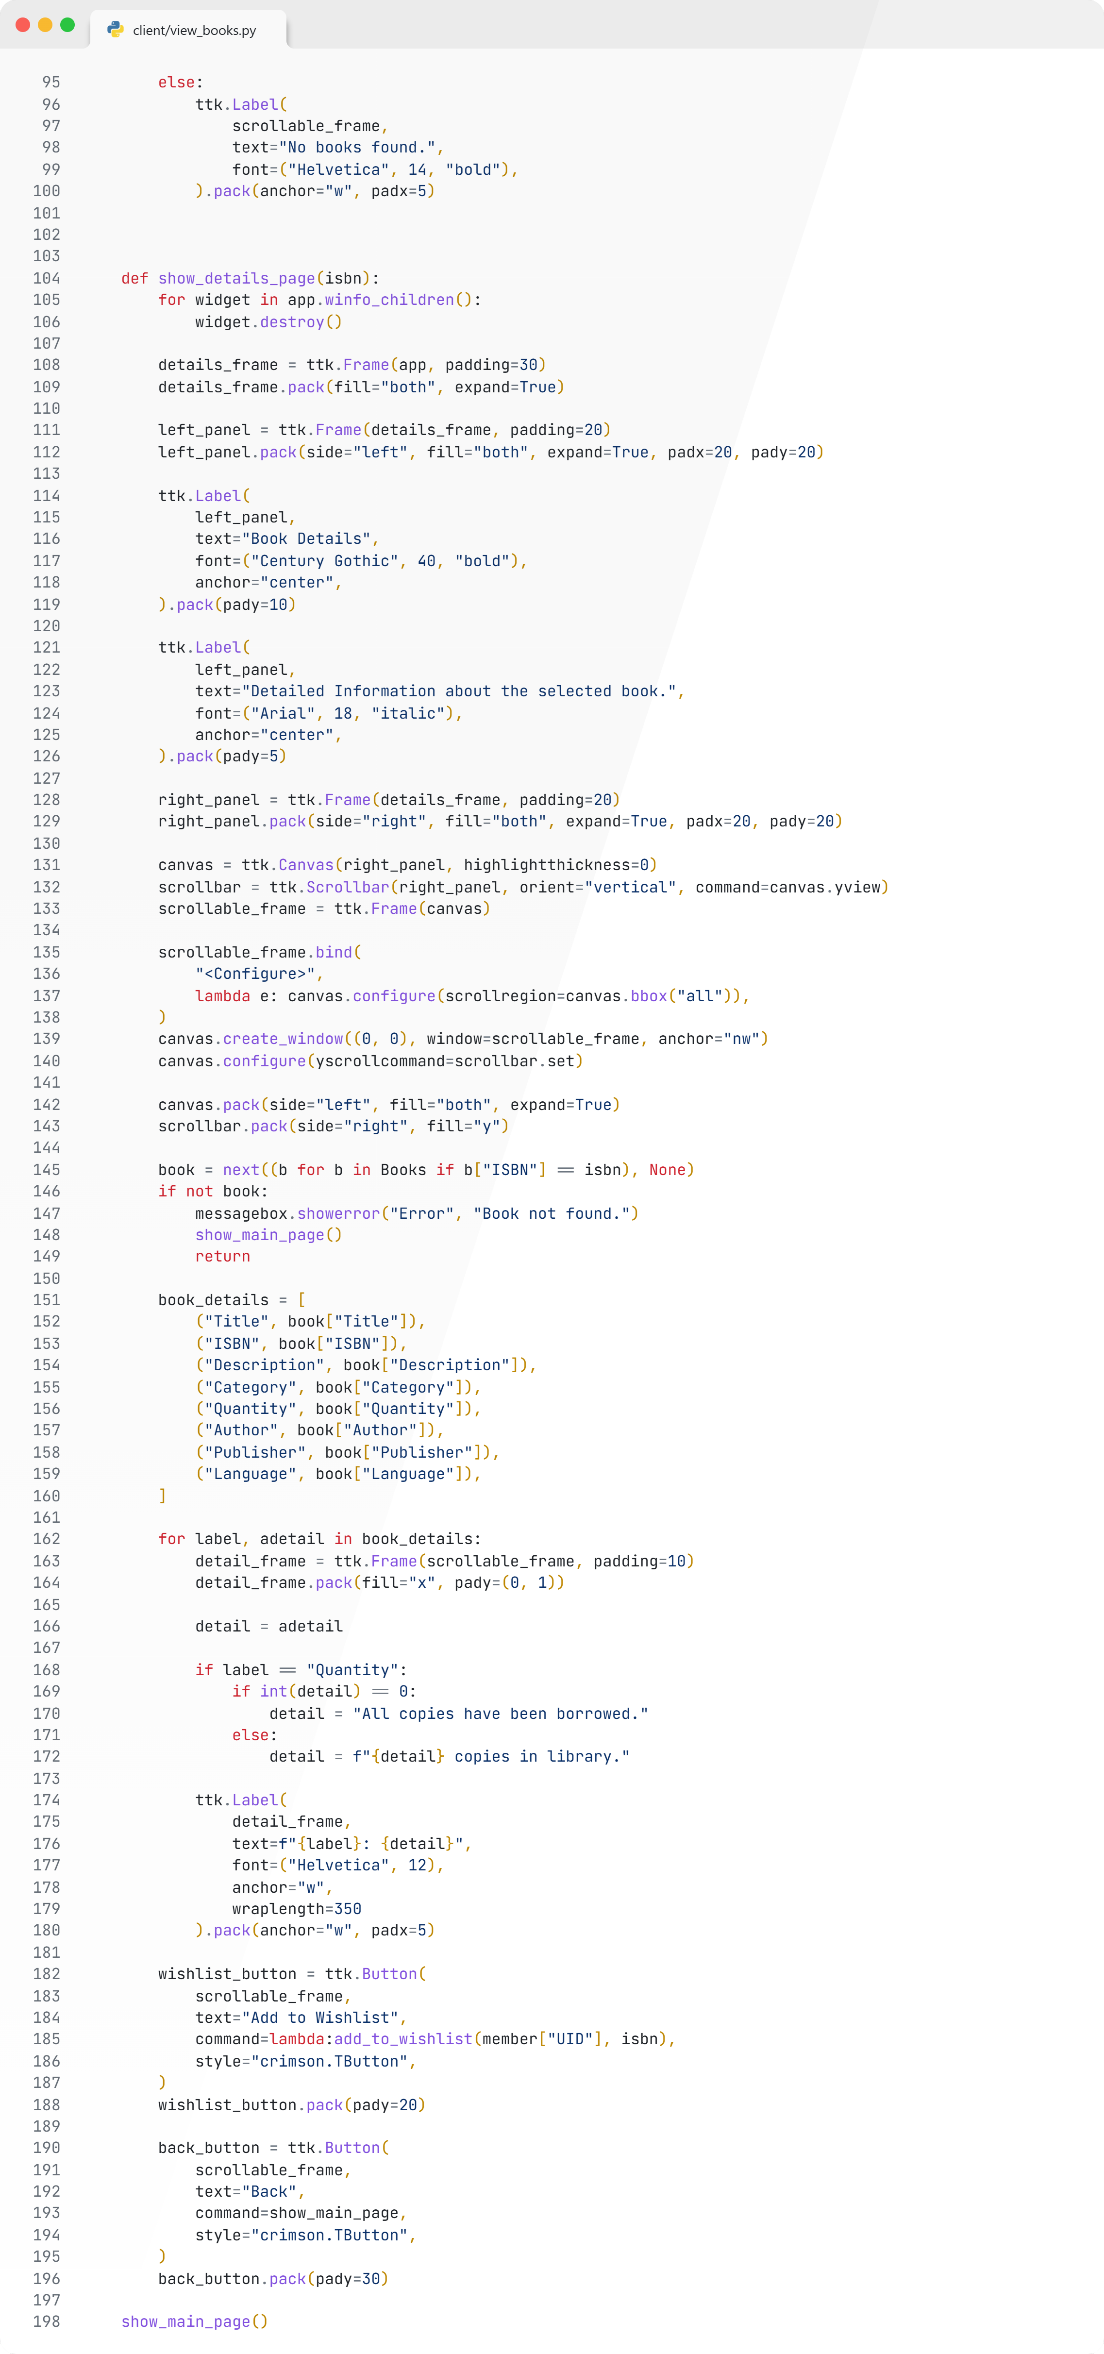 client/view_books.py
95         else:
96             ttk.Label(
97                 scrollable_frame,
98                 text="No books found.",
99                 font=("Helvetica", 14, "bold"),
100             ).pack(anchor="w", padx=5)
101
102
103
104     def show_details_page(isbn):
105         for widget in app.winfo_children():
106             widget.destroy()
107
108         details_frame = ttk.Frame(app, padding=30)
109         details_frame.pack(fill="both", expand=True)
110
111         left_panel = ttk.Frame(details_frame, padding=20)
112         left_panel.pack(side="left", fill="both", expand=True, padx=20, pady=20)
113
114         ttk.Label(
115             left_panel,
116             text="Book Details",
117             font=("Century Gothic", 40, "bold"),
118             anchor="center",
119         ).pack(pady=10)
120
121         ttk.Label(
122             left_panel,
123             text="Detailed Information about the selected book.",
124             font=("Arial", 18, "italic"),
125             anchor="center",
126         ).pack(pady=5)
127
128         right_panel = ttk.Frame(details_frame, padding=20)
129         right_panel.pack(side="right", fill="both", expand=True, padx=20, pady=20)
130
131         canvas = ttk.Canvas(right_panel, highlightthickness=0)
132         scrollbar = ttk.Scrollbar(right_panel, orient="vertical", command=canvas.yview)
133         scrollable_frame = ttk.Frame(canvas)
134
135         scrollable_frame.bind(
136             "<Configure>",
137             lambda e: canvas.configure(scrollregion=canvas.bbox("all")),
138         )
139         canvas.create_window((0, 0), window=scrollable_frame, anchor="nw")
140         canvas.configure(yscrollcommand=scrollbar.set)
141
142         canvas.pack(side="left", fill="both", expand=True)
143         scrollbar.pack(side="right", fill="y")
144
145         book = next((b for b in Books if b["ISBN"] == isbn), None)
146         if not book:
147             messagebox.showerror("Error", "Book not found.")
148             show_main_page()
149             return
150
151         book_details = [
152             ("Title", book["Title"]),
153             ("ISBN", book["ISBN"]),
154             ("Description", book["Description"]),
155             ("Category", book["Category"]),
156             ("Quantity", book["Quantity"]),
157             ("Author", book["Author"]),
158             ("Publisher", book["Publisher"]),
159             ("Language", book["Language"]),
160         ]
161
162         for label, adetail in book_details:
163             detail_frame = ttk.Frame(scrollable_frame, padding=10)
164             detail_frame.pack(fill="x", pady=(0, 1))
165
166             detail = adetail
167
168             if label == "Quantity":
169                 if int(detail) == 0:
170                     detail = "All copies have been borrowed."
171                 else:
172                     detail = f"{detail} copies in library."
173
174             ttk.Label(
175                 detail_frame,
176                 text=f"{label}: {detail}",
177                 font=("Helvetica", 12),
178                 anchor="w",
179                 wraplength=350
180             ).pack(anchor="w", padx=5)
181
182         wishlist_button = ttk.Button(
183             scrollable_frame,
184             text="Add to Wishlist",
185             command=lambda:add_to_wishlist(member["UID"], isbn),
186             style="crimson.TButton",
187         )
188         wishlist_button.pack(pady=20)
189
190         back_button = ttk.Button(
191             scrollable_frame,
192             text="Back",
193             command=show_main_page,
194             style="crimson.TButton",
195         )
196         back_button.pack(pady=30)
197
198     show_main_page()